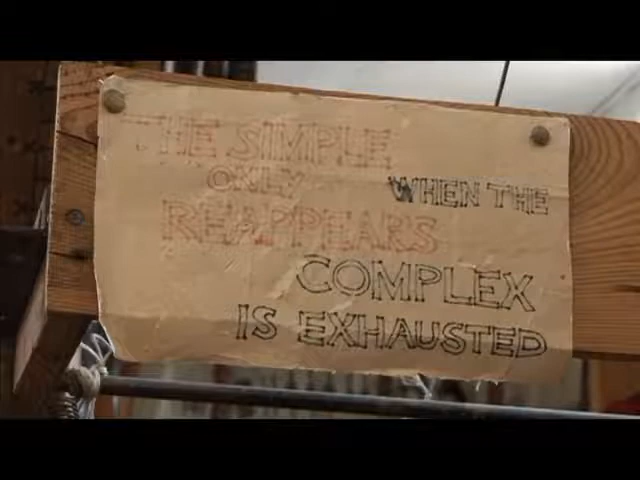 THE SIMPLE
ONLY WHEN THE
REAPPEARS
COMPLEX
IS EXHAUSTED